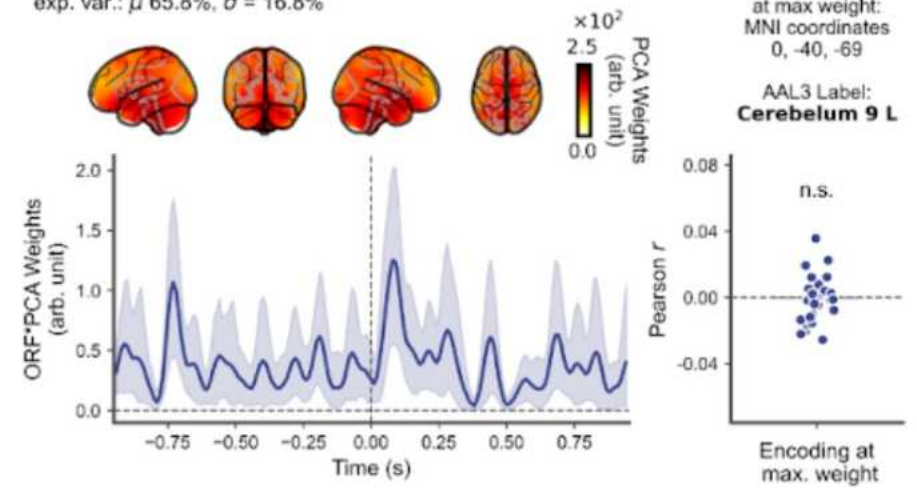 exp. var.: μ 65.8%, σ = 16.8%
×10²
2.5
0.0
PCA Weights
(arb. unit)
at max weight:
MNI coordinates
0, -40, -69
AAL3 Label:
Cerebelum 9 L
ORF*PCA Weights
(arb. unit)
2.0
1.5
1.0
0.5
0.0
−0.75
−0.50
−0.25
0.00
0.25
0.50
0.75
Time (s)
Pearson r
0.08
0.04
0.00
-0.04
n.s.
Encoding at
max. weight